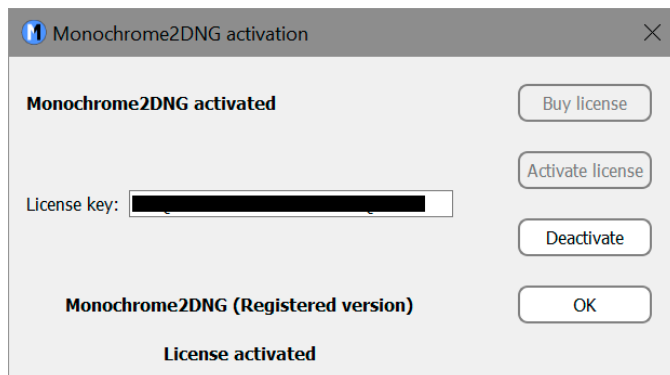 Monochrome2DNG activation
Monochrome2DNG activated
Buy license
Activate license
License key:
Deactivate
Monochrome2DNG (Registered version)
OK
License activated